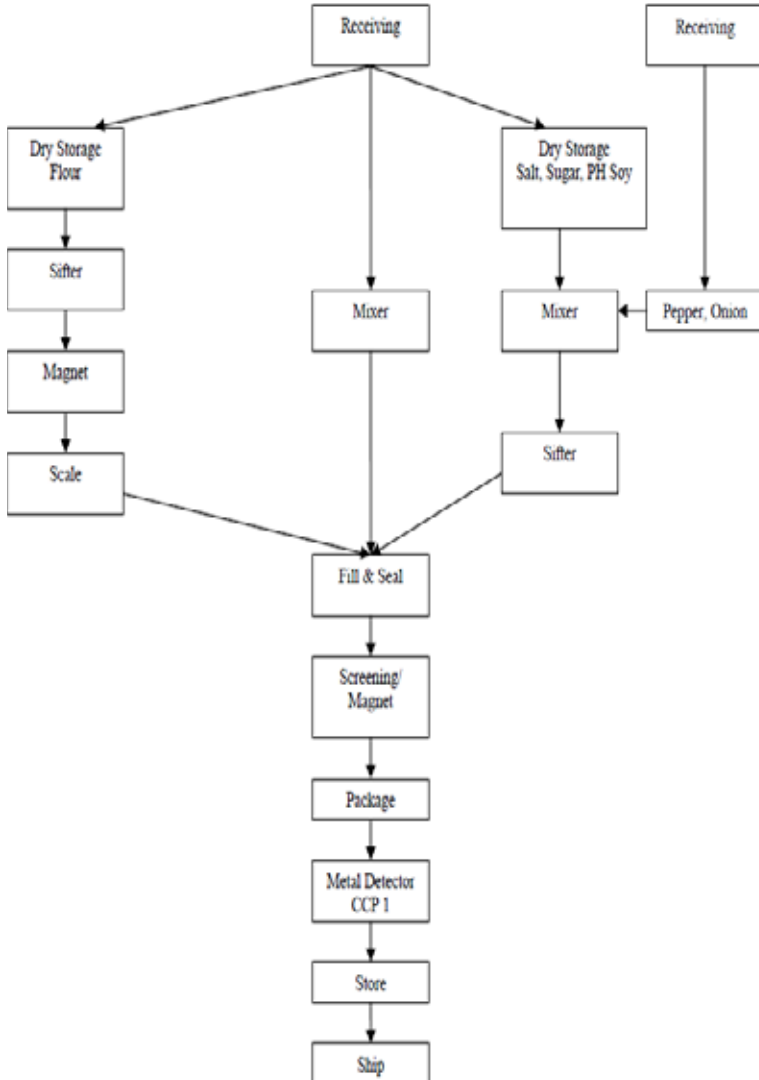 Receiving
Receiving
Dry Storage
Flour
Dry Storage
Salt, Sugar, PH Soy
Sifter
Mixer
Mixer
Pepper, Onion
Magnet
Sifter
Scale
Fill & Seal
Screening/
Magnet
Package
Metal Detector
CCP 1
Store
Ship